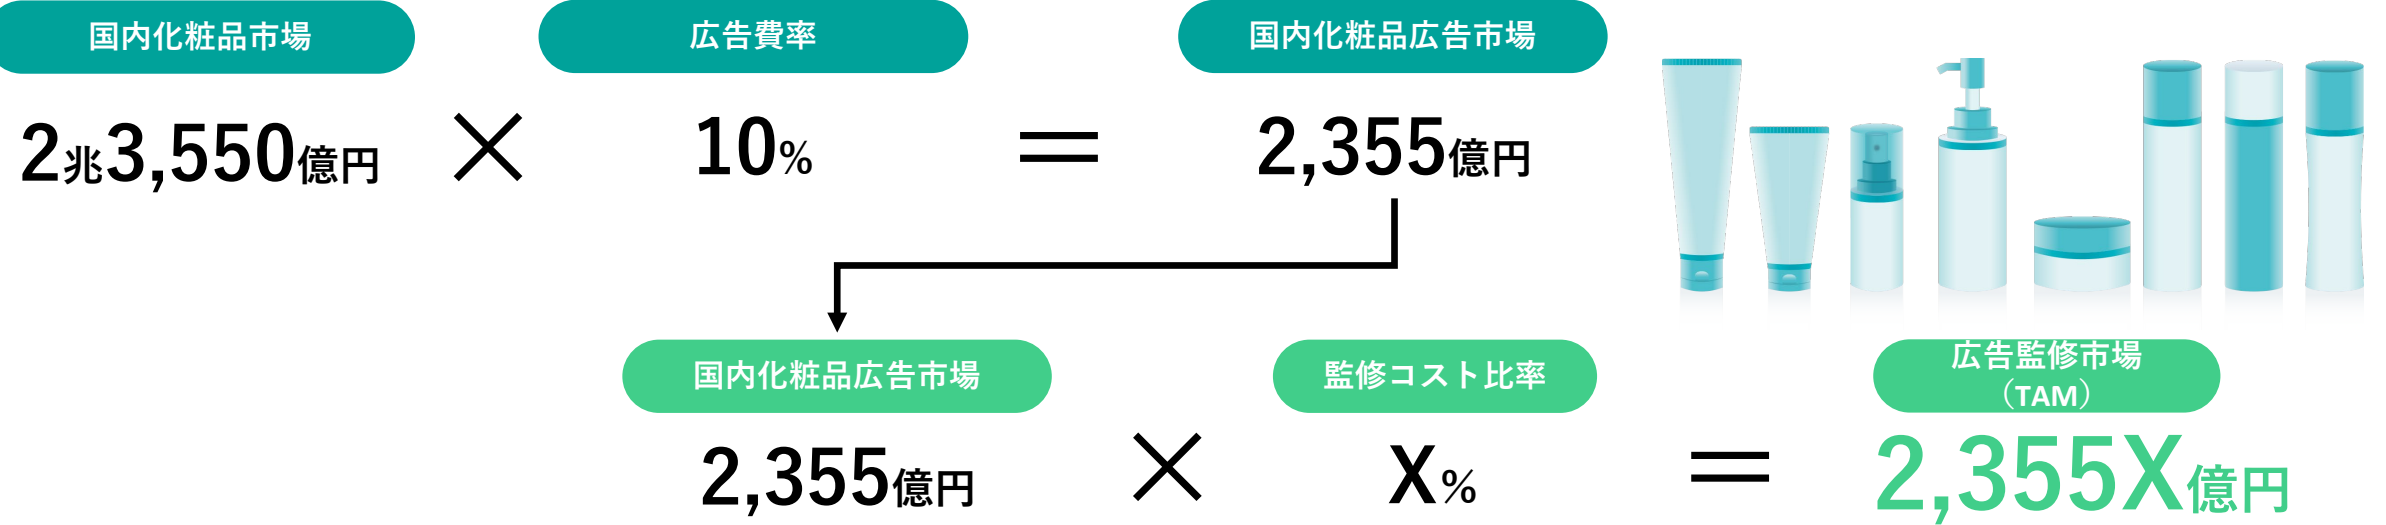 国内化粧品市場
広告費率
国内化粧品広告市場
2兆3,550億円
×
10%
=
2,355億円
国内化粧品広告市場
監修コスト比率
広告監修市場
（TAM）
2,355億円
×
X%
=
2,355X億円